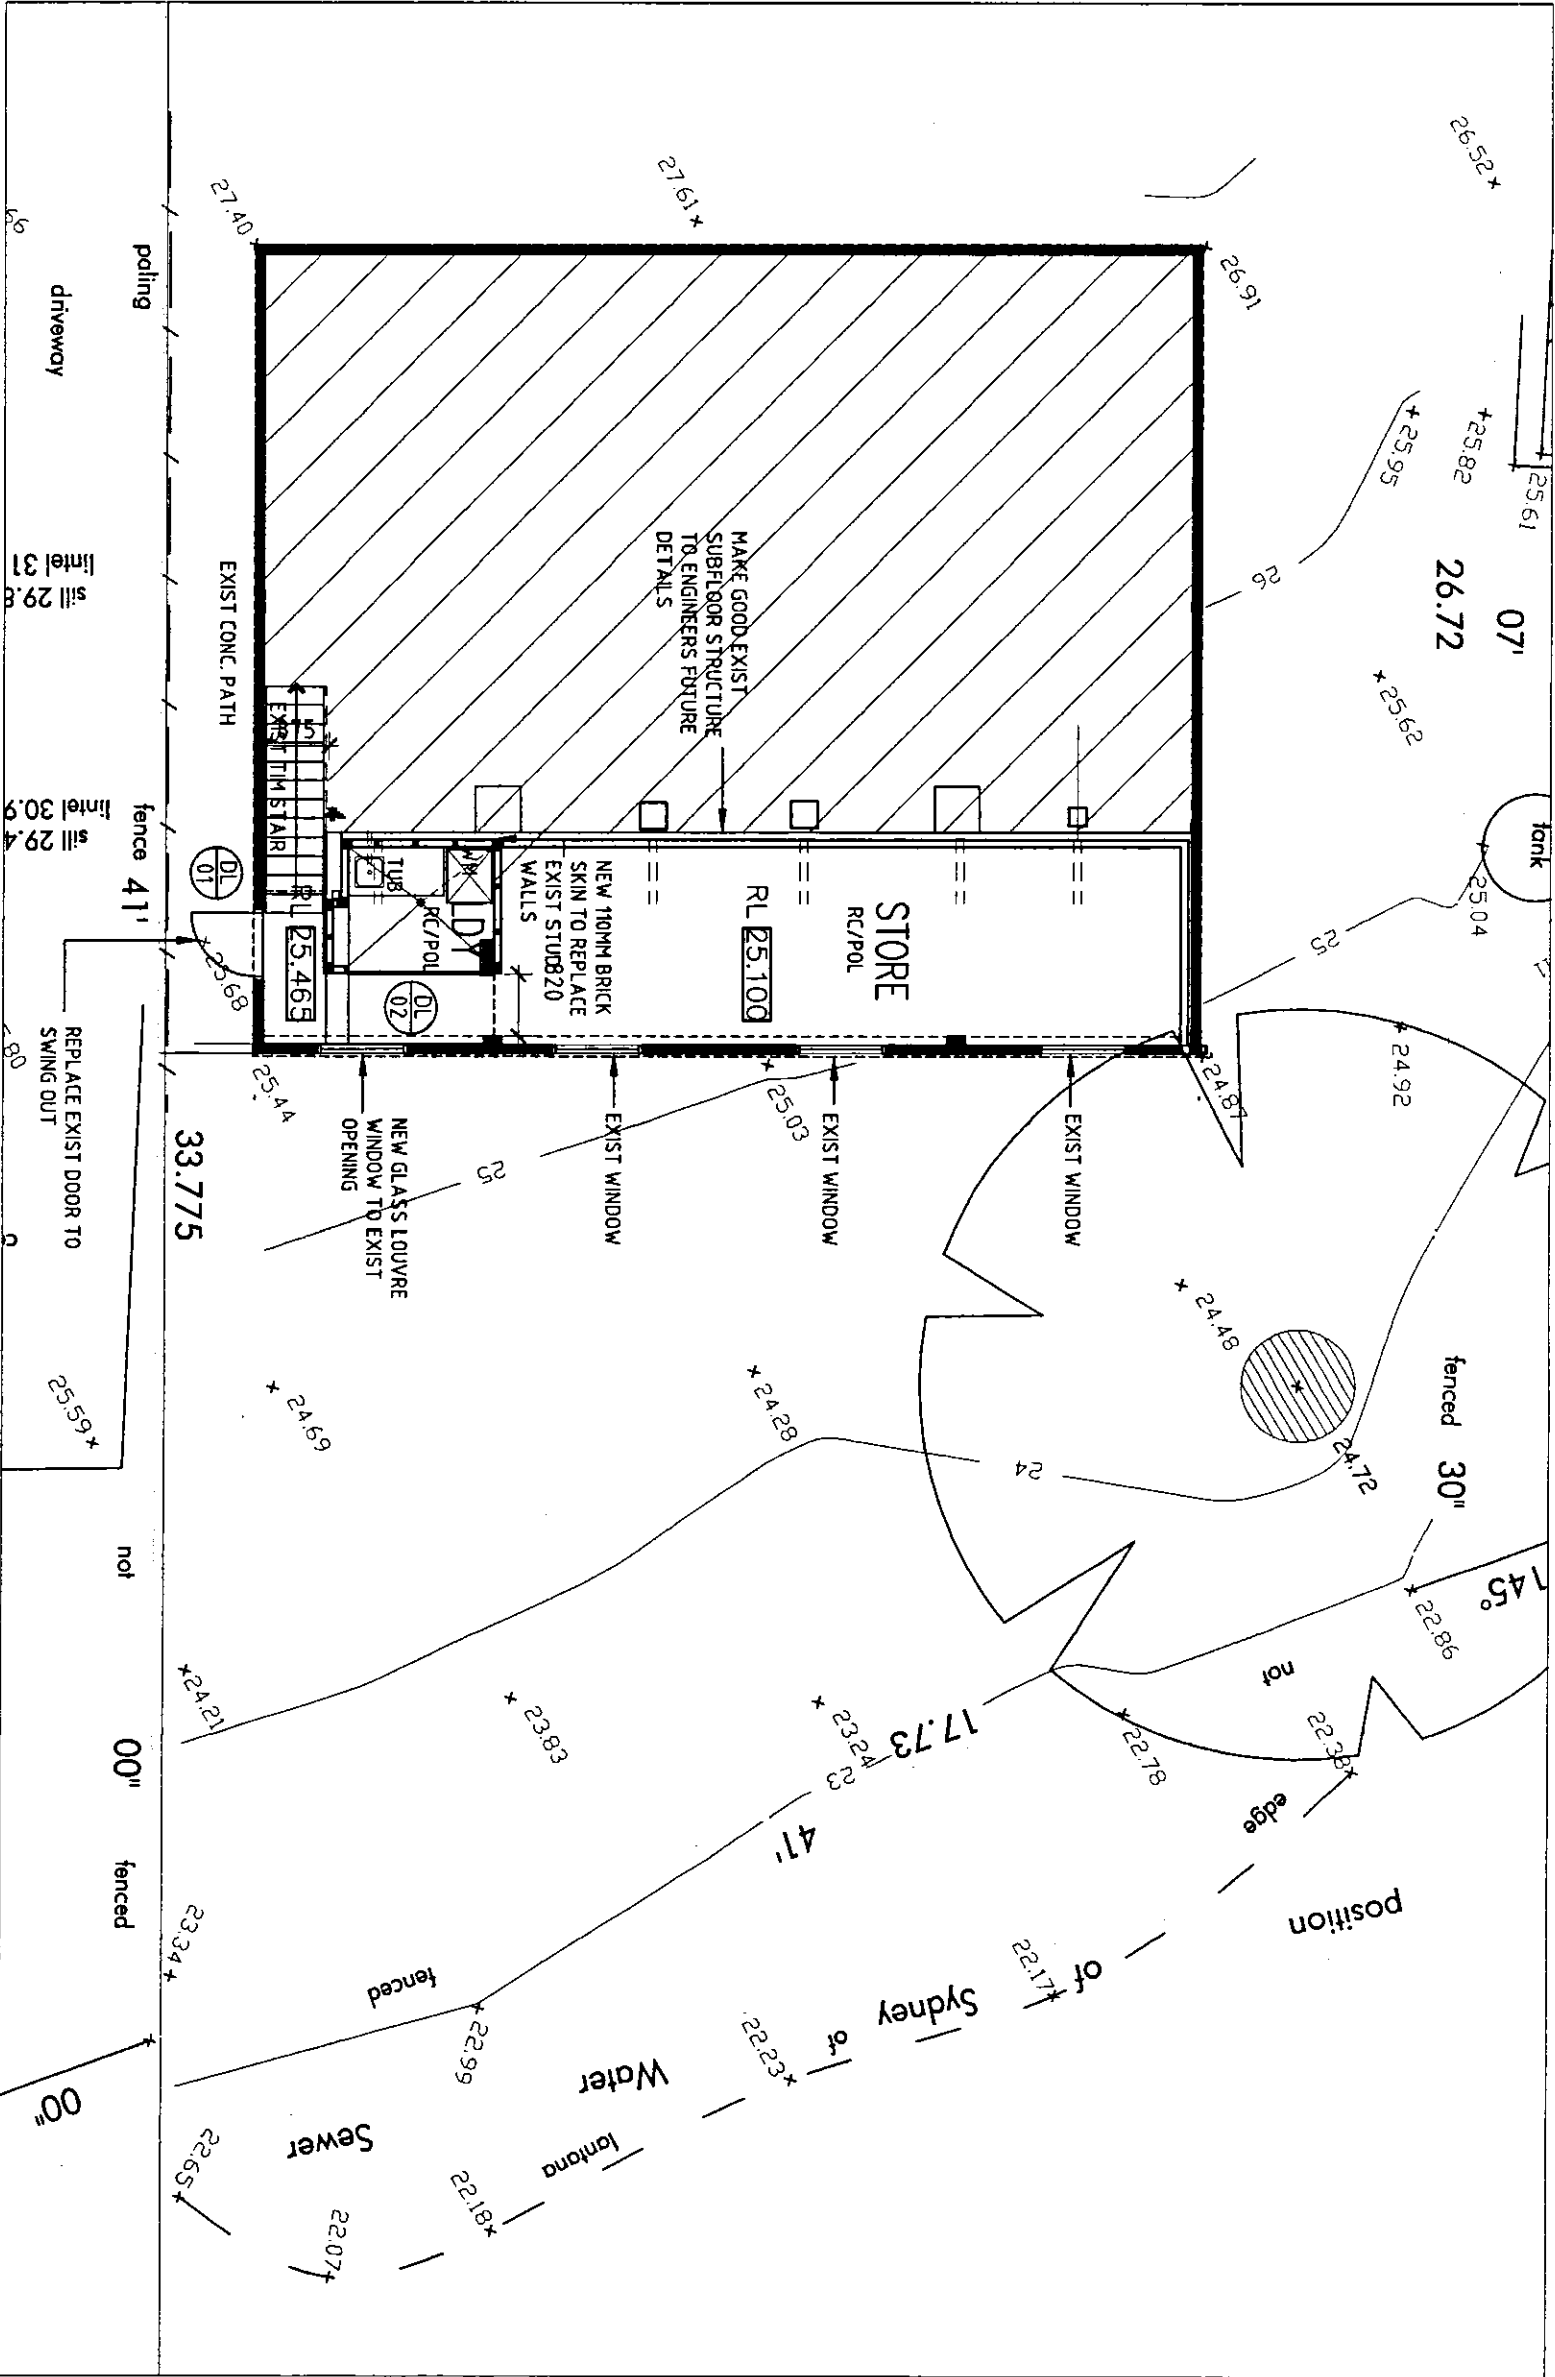 26.52
07'
26.72
25.61
25.82
25.95
25.62
26
tank
25.04
25
24.92
27.61
26.91
27.40
24.87
fenced 30"
145°
22.86
24.72
24.48
MAKE GOOD EXIST
SUBFLOOR STRUCTURE
TO ENGINEERS FUTURE
DETAILS
STORE
RC/POL
RL 25.100
NEW 110MM BRICK
SKIN TO REPLACE
EXIST STUD
WALLS
820
WM
LDY
RC/POL
TUB
DL
02
EXIST TIM STAIR
RL 25.465
EXIST CONC. PATH
DL
01
25.68
EXIST WINDOW
EXIST WINDOW
EXIST WINDOW
25.03
25
NEW GLASS LOUVRE
WINDOW TO EXIST
OPENING
25.44
33.775
paling
fence 41'
driveway
lintel 31
sill 29.8
lintel 30.9
sill 29.4
REPLACE EXIST DOOR TO
SWING OUT
25.59
not
00"
fenced
24.69
24.28
24
24.21
23.83
23.24
23
17.73
41'
22.78
22.38
not
edge
position
of
22.17
Sydney
of
22.23
Water
lantana
22.18
Sewer
fenced
22.99
23.34
22.65
22.07
00"